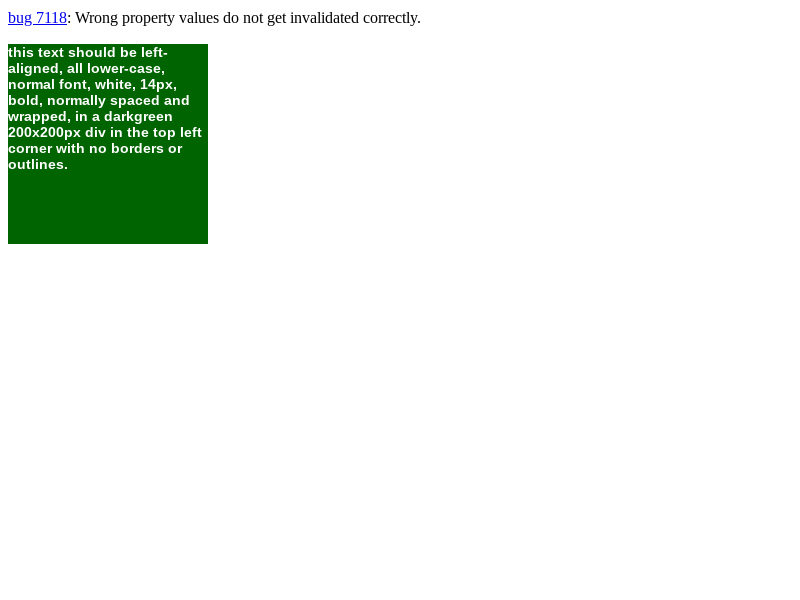 bug 7118: Wrong property values do not get invalidated correctly.
this text should be left-
aligned, all lower-case,
normal font, white, 14px,
bold, normally spaced and
wrapped, in a darkgreen
200x200px div in the top left
corner with no borders or
outlines.